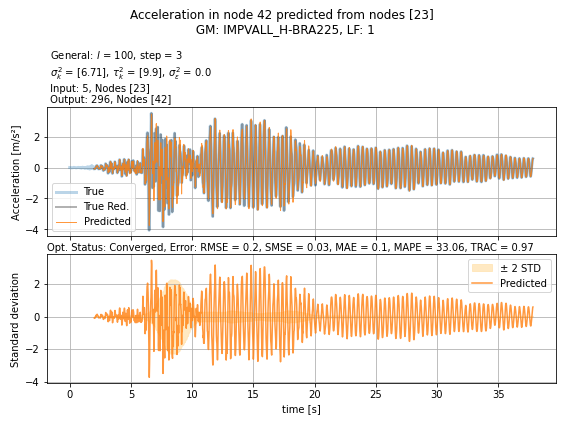 Acceleration in node 42 predicted from nodes [23]
GM: IMPVALL_H-BRA225, LF: 1
General: l = 100, step = 3
σ²ₖ = [6.71], τ²ₖ = [9.9], σ²ε = 0.0
Input: 5, Nodes [23]
Output: 296, Nodes [42]
Acceleration [m/s²]
2
0
−2
−4
True
True Red.
Predicted
Opt. Status: Converged, Error: RMSE = 0.2, SMSE = 0.03, MAE = 0.1, MAPE = 33.06, TRAC = 0.97
Standard deviation
2
0
−2
−4
± 2 STD
Predicted
0 5 10 15 20 25 30 35
time [s]